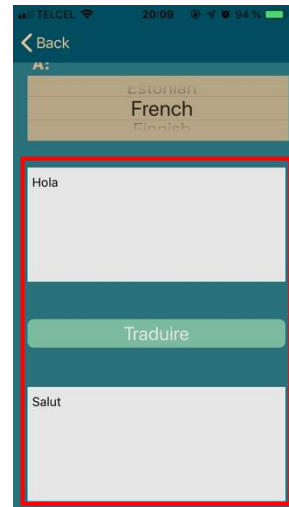 TELCEL 20:09 94 %
Back
A:
Estonian
French
Finnish
Hola
Traduire
Salut